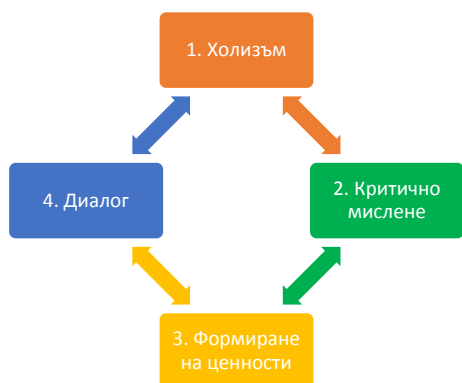 1. Холизъм
2. Критично
мислене
3. Формиране
на ценности
4. Диалог